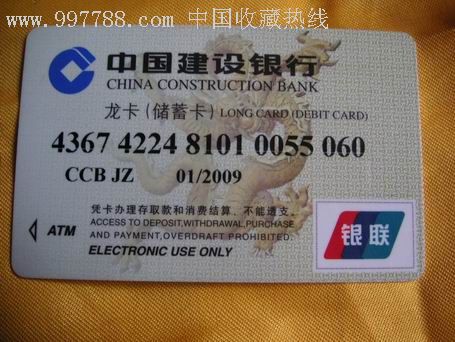 www.997788.com 中国收藏热线
中国建设银行
CHINA CONSTRUCTION BANK
龙卡(储蓄卡) LONG CARD (DEBIT CARD)
4367 4224 8101 0055 060
CCB JZ 01/2009
凭卡办理存取款和消费结算、不能透支。
ACCESS TO DEPOSIT,WITHDRAWAL,PURCHASE
AND PAYMENT,OVERDRAFT PROHIBITED.
ATM
ELECTRONIC USE ONLY
银联